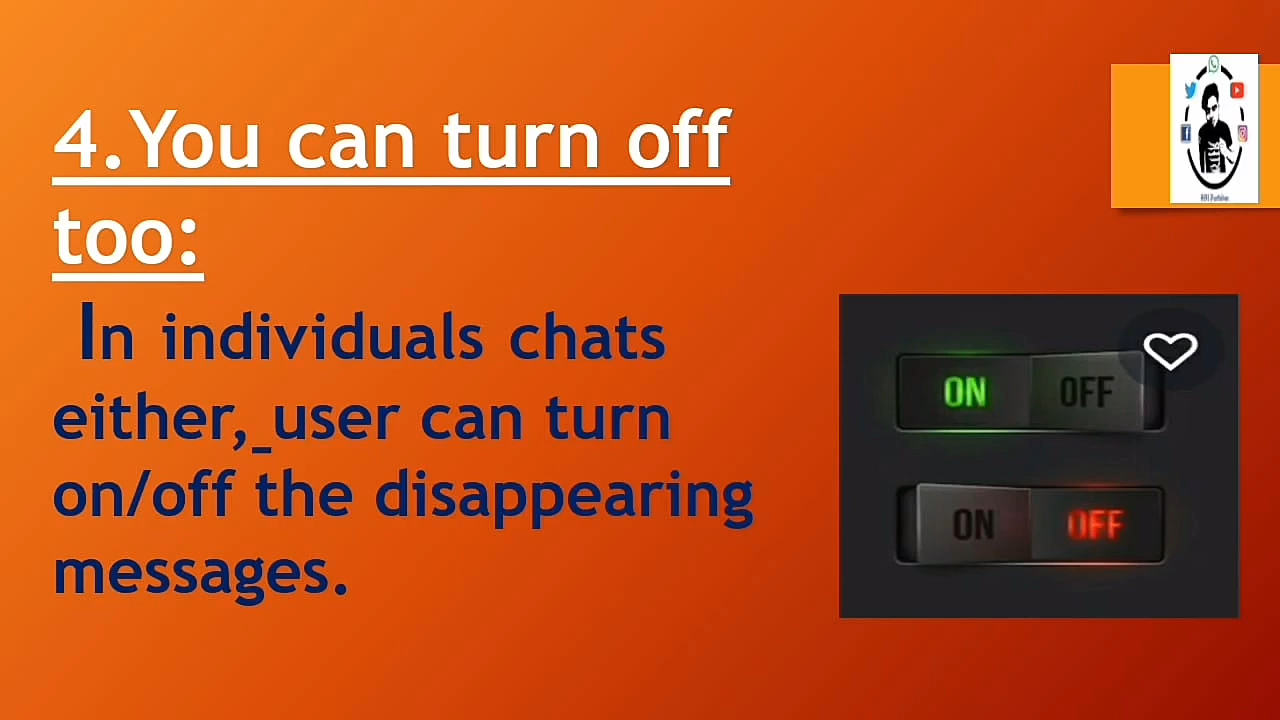 4.You can turn off
too:
In individuals chats
either, user can turn
on/off the disappearing
messages.
ON OFF
ON OFF